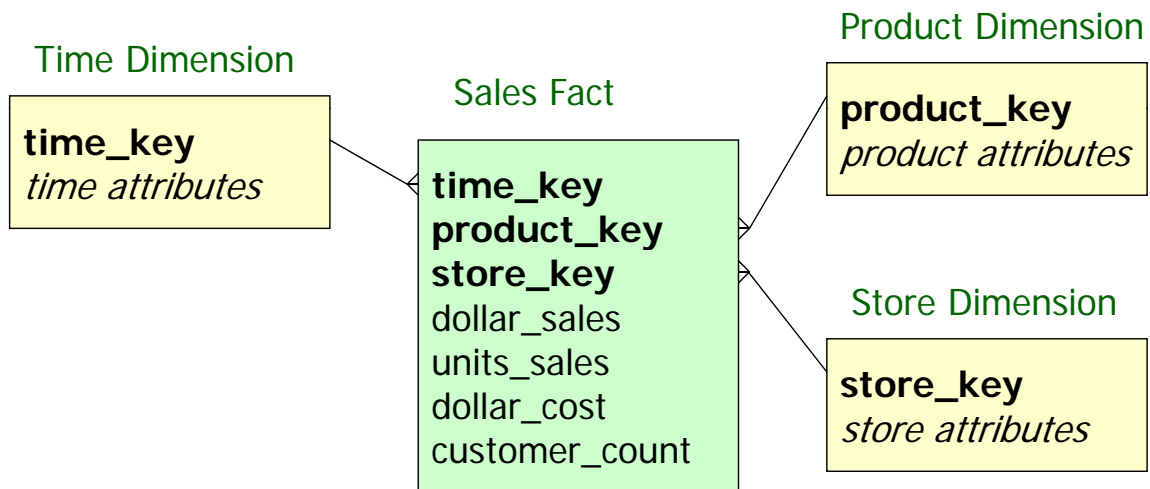 Time Dimension
time_key
time attributes
Sales Fact
time_key
product_key
store_key
dollar_sales
units_sales
dollar_cost
customer_count
Product Dimension
product_key
product attributes
Store Dimension
store_key
store attributes